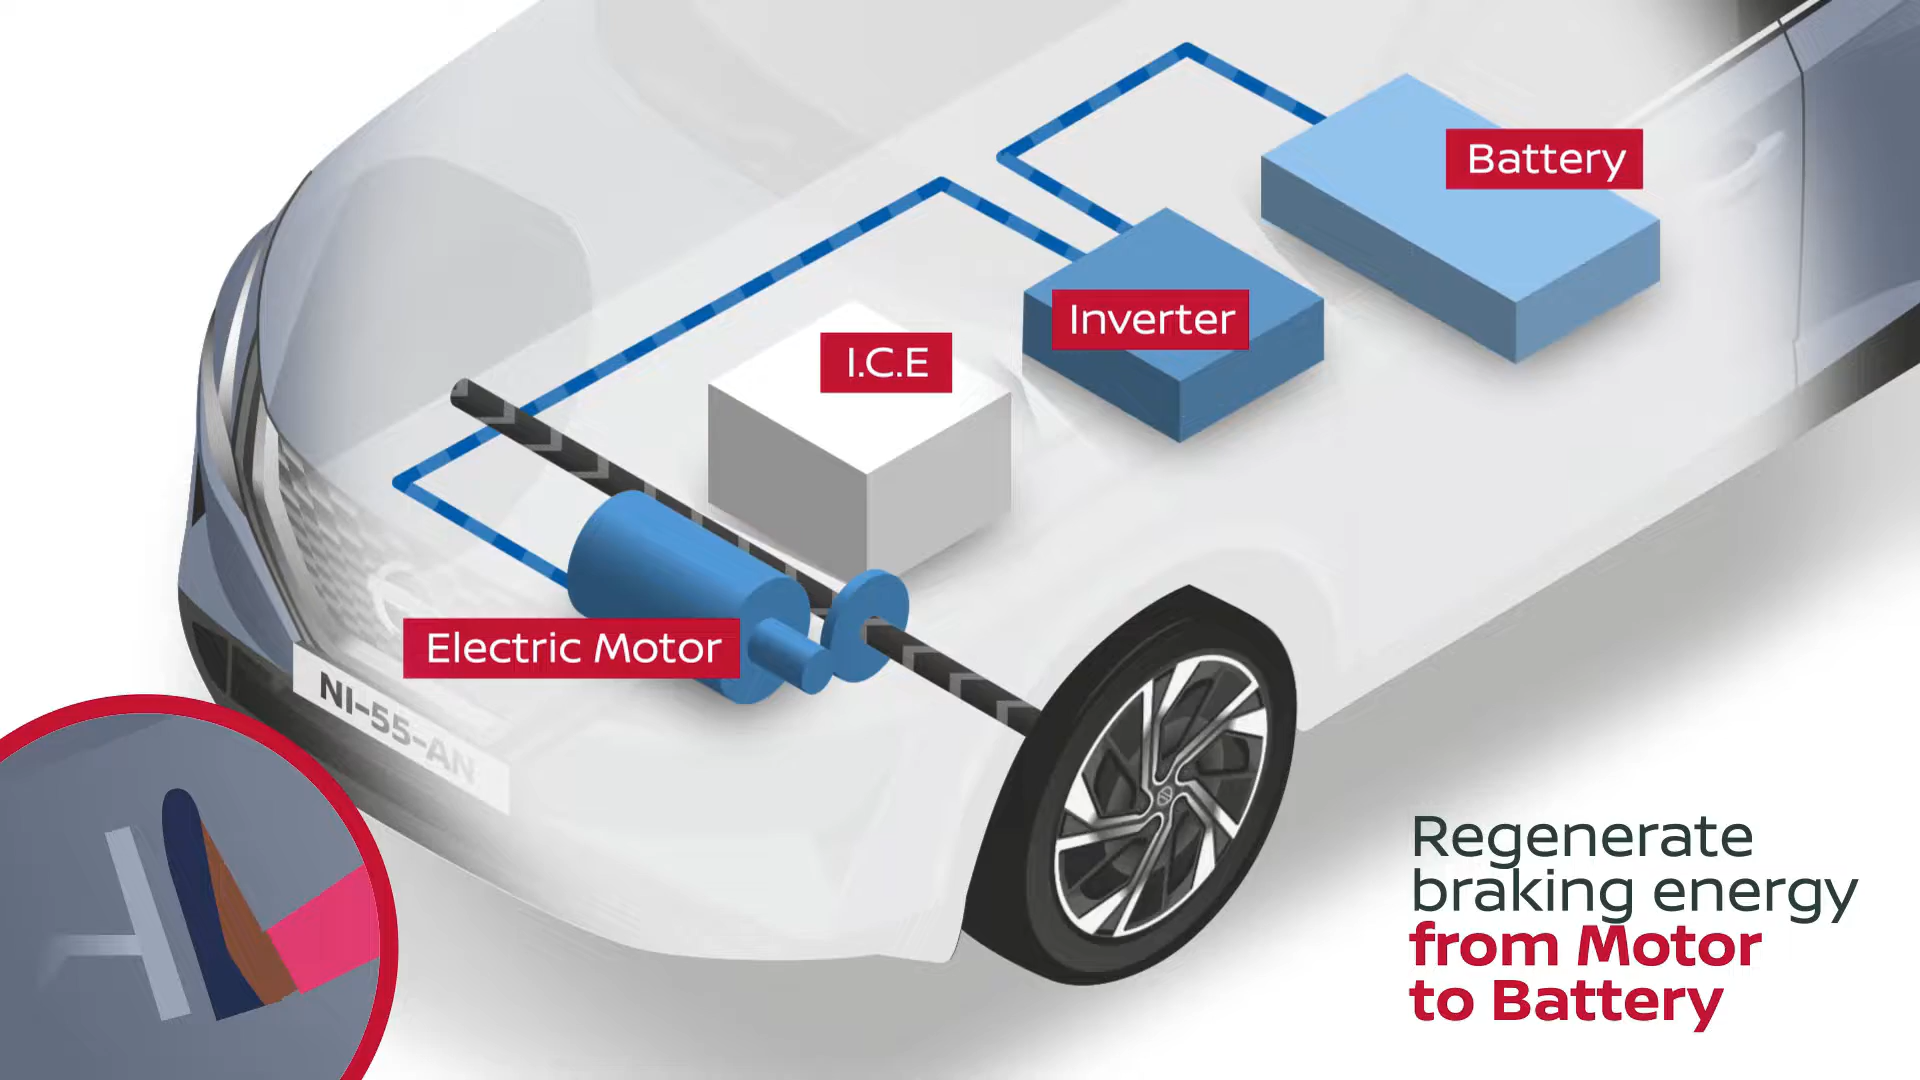 Battery
Inverter
I.C.E
Electric Motor
NI-55-AN
Regenerate
braking energy
from Motor
to Battery